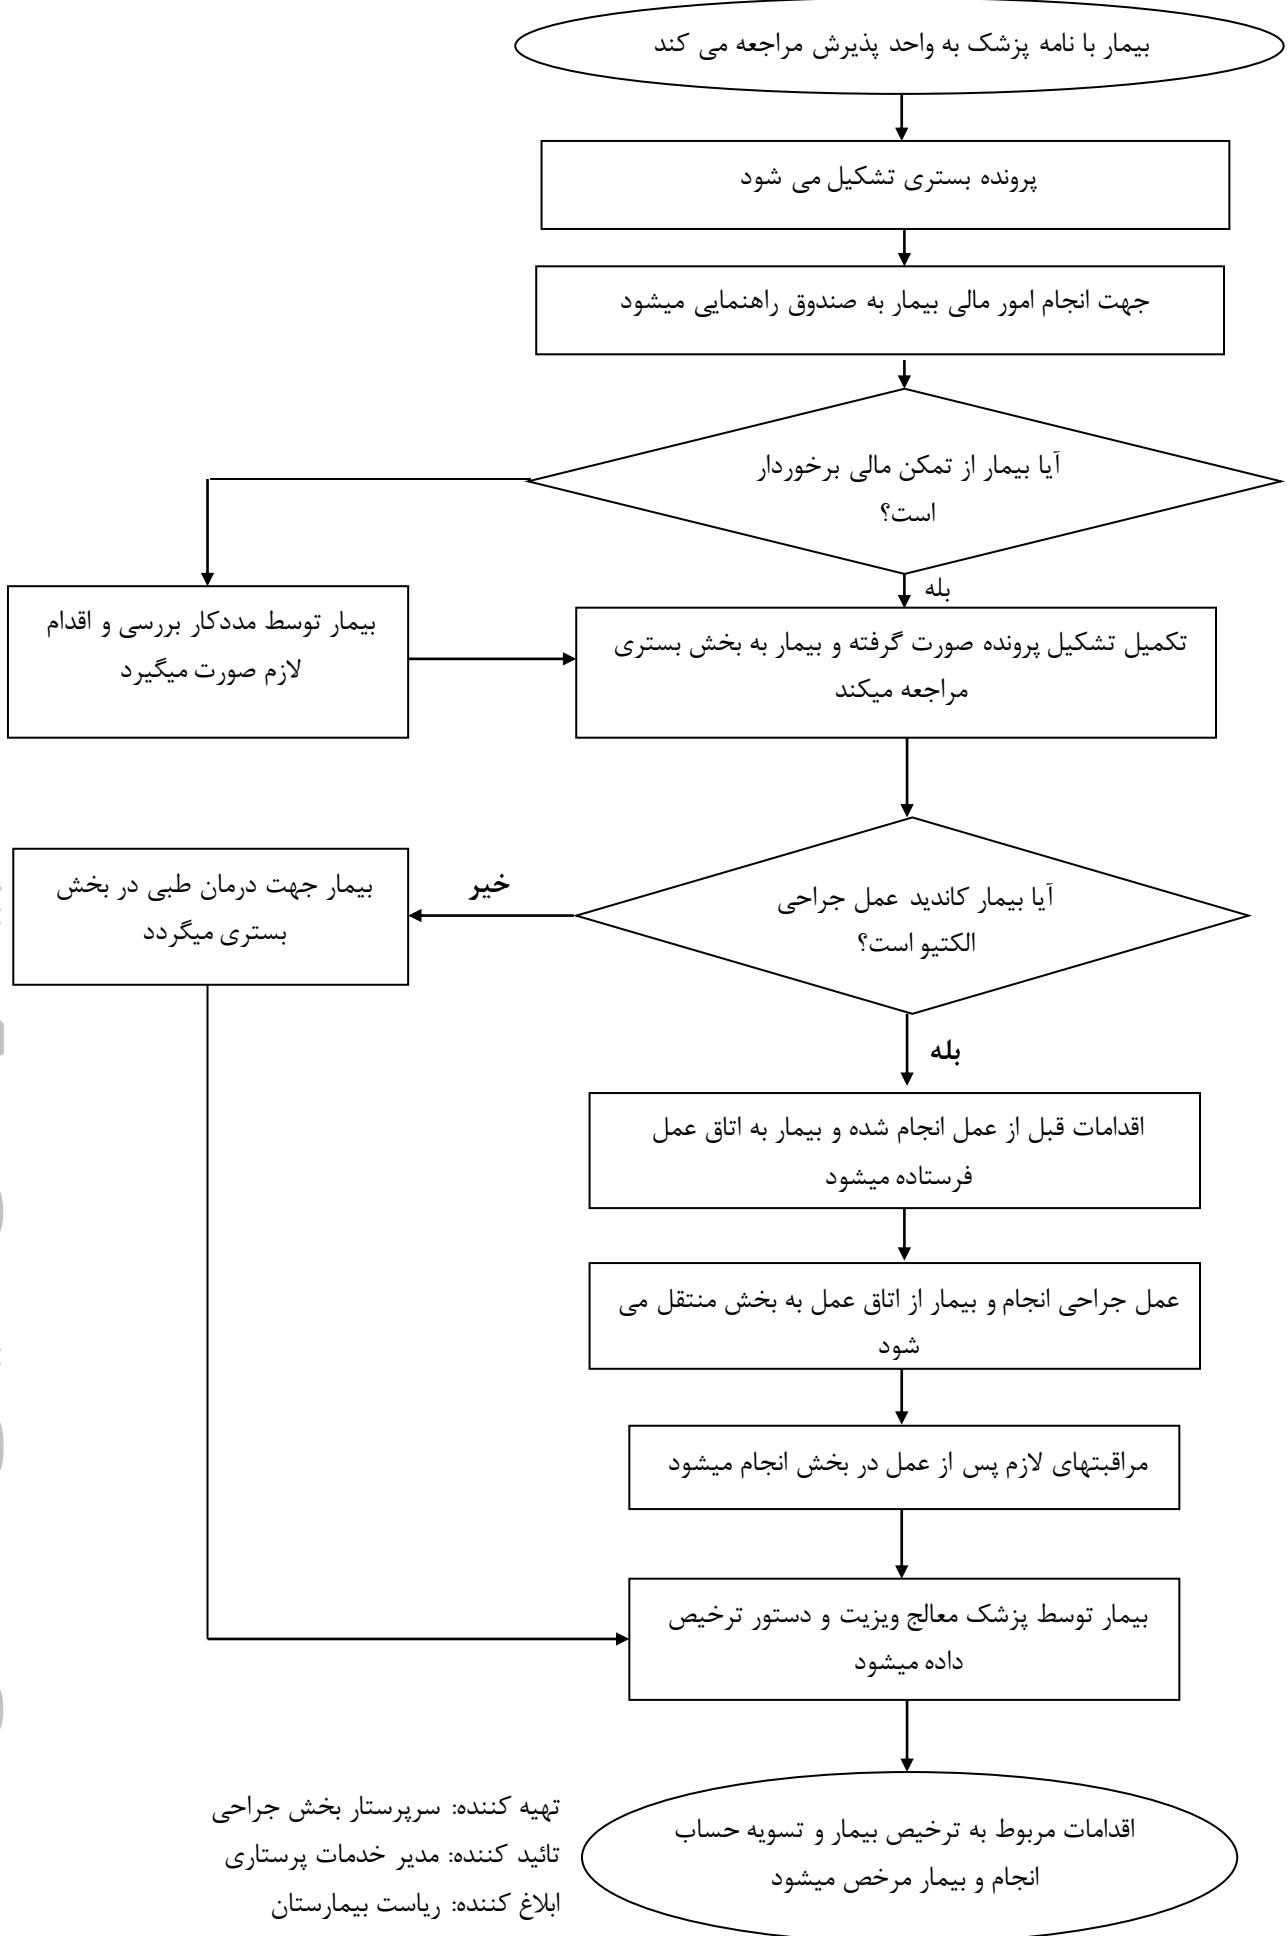 بیمار با نامه پزشک به واحد پذیرش مراجعه می کند
پرونده بستری تشکیل می شود
جهت انجام امور مالی بیمار به صندوق راهنمایی میشود
آیا بیمار از تمکن مالی برخوردار
است؟
بله
بیمار توسط مددکار بررسی و اقدام
لازم صورت میگیرد
تکمیل تشکیل پرونده صورت گرفته و بیمار به بخش بستری
مراجعه میکند
آیا بیمار کاندید عمل جراحی
الکتیو است؟
خیر
بیمار جهت درمان طبی در بخش
بستری میگردد
بله
اقدامات قبل از عمل انجام شده و بیمار به اتاق عمل
فرستاده میشود
عمل جراحی انجام و بیمار از اتاق عمل به بخش منتقل می
شود
مراقبتهای لازم پس از عمل در بخش انجام میشود
بیمار توسط پزشک معالج ویزیت و دستور ترخیص
داده میشود
اقدامات مربوط به ترخیص بیمار و تسویه حساب
انجام و بیمار مرخص میشود
تهیه کننده: سرپرستار بخش جراحی
تائید کننده: مدیر خدمات پرستاری
ابلاغ کننده: ریاست بیمارستان